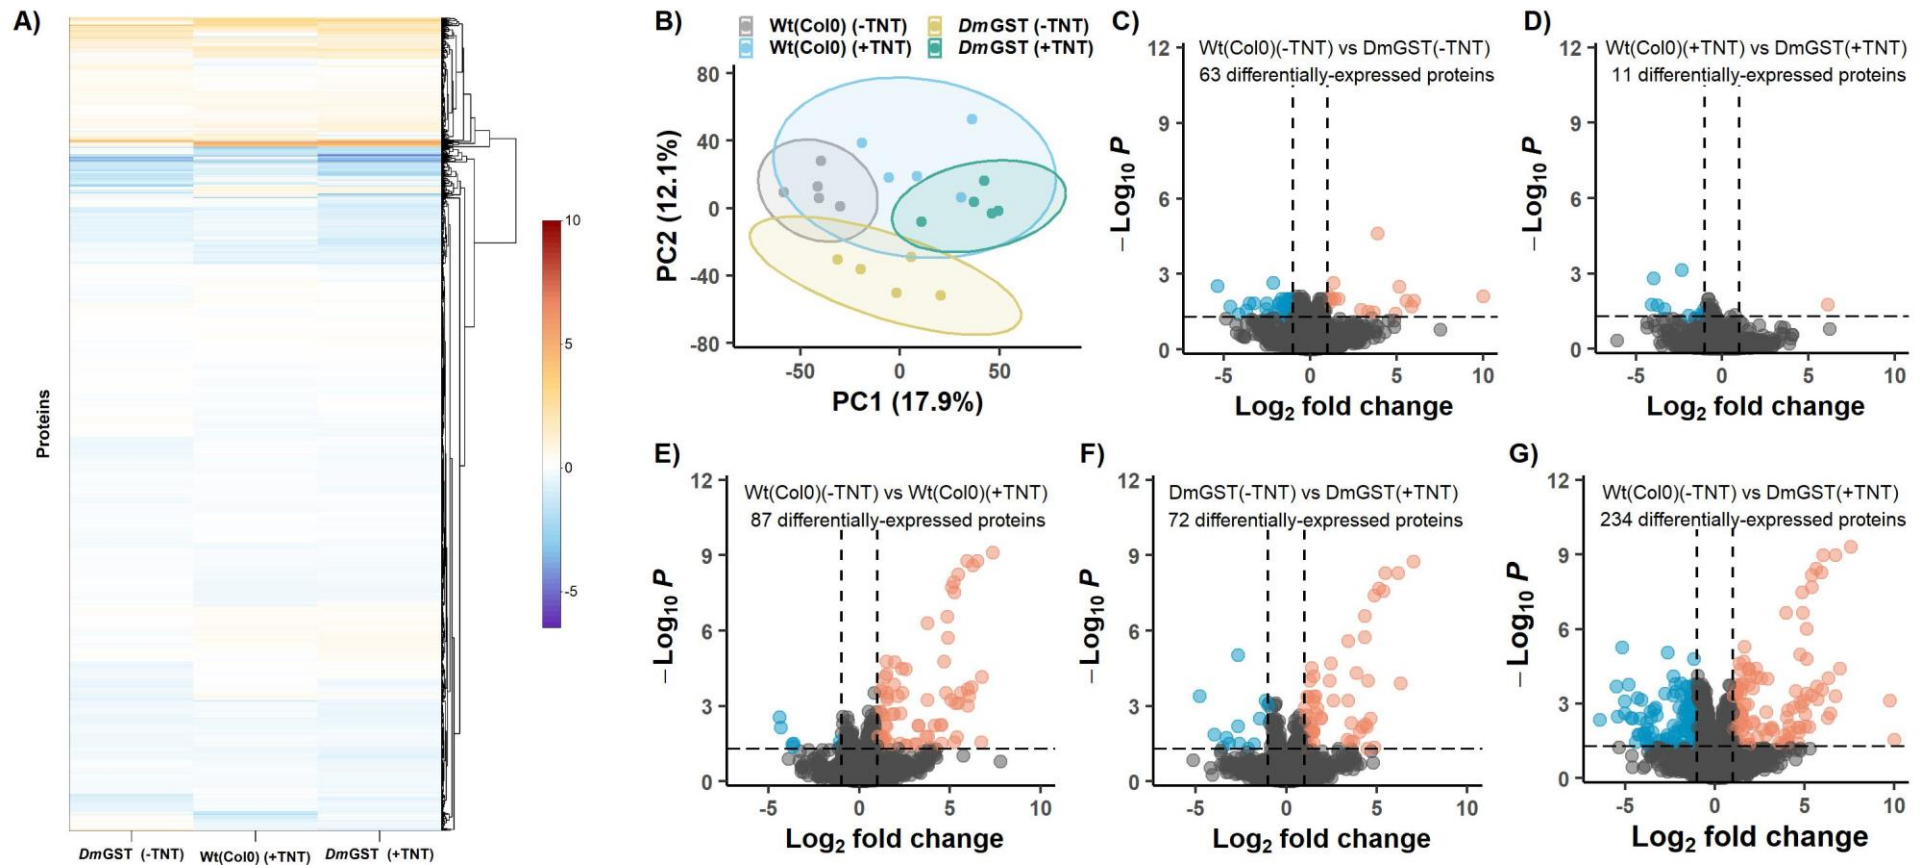 A)
Proteins
10
5
0
-5
DmGST (-TNT)
Wt(Col0) (+TNT)
DmGST (+TNT)
B)
Wt(Col0) (-TNT)
DmGST (-TNT)
Wt(Col0) (+TNT)
DmGST (+TNT)
PC2 (12.1%)
80
40
0
-40
-80
-50
0
50
PC1 (17.9%)
C)
Wt(Col0)(-TNT) vs DmGST(-TNT)
63 differentially-expressed proteins
−Log10 P
12
9
6
3
0
-5
0
5
10
Log2 fold change
D)
Wt(Col0)(+TNT) vs DmGST(+TNT)
11 differentially-expressed proteins
−Log10 P
12
9
6
3
0
-5
0
5
10
Log2 fold change
E)
Wt(Col0)(-TNT) vs Wt(Col0)(+TNT)
87 differentially-expressed proteins
−Log10 P
12
9
6
3
0
-5
0
5
10
Log2 fold change
F)
DmGST(-TNT) vs DmGST(+TNT)
72 differentially-expressed proteins
−Log10 P
12
9
6
3
0
-5
0
5
10
Log2 fold change
G)
Wt(Col0)(-TNT) vs DmGST(+TNT)
234 differentially-expressed proteins
−Log10 P
12
9
6
3
0
-5
0
5
10
Log2 fold change